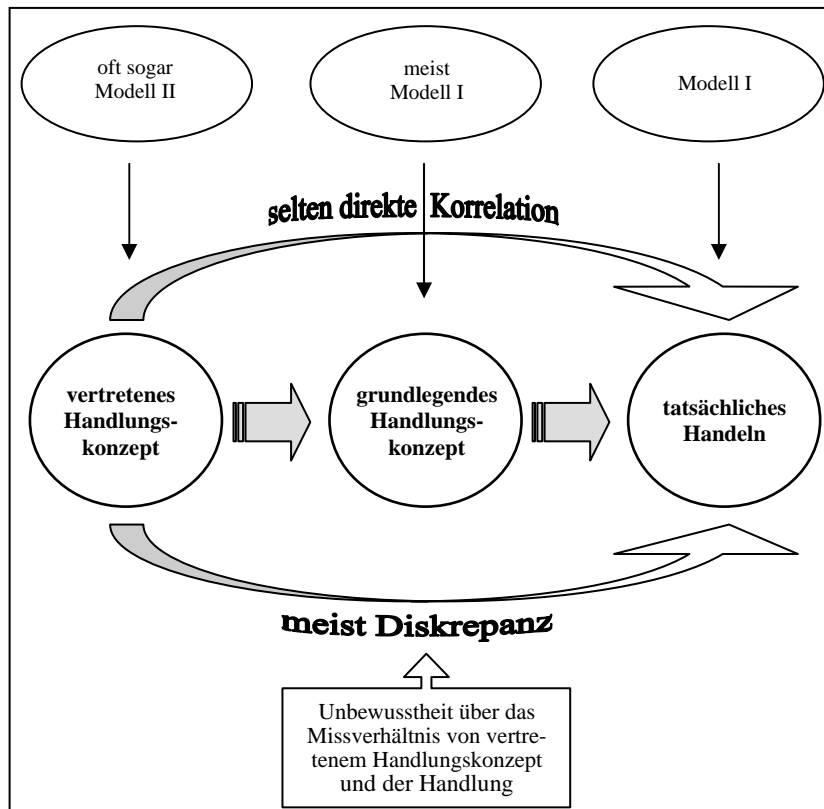 oft sogar
Modell II
meist
Modell I
Modell I
selten direkte Korrelation
vertretenes
Handlungs-
konzept
grundlegendes
Handlungs-
konzept
tatsächliches
Handeln
meist Diskrepanz
Unbewusstheit über das
Missverhältnis von vertre-
tenem Handlungskonzept
und der Handlung